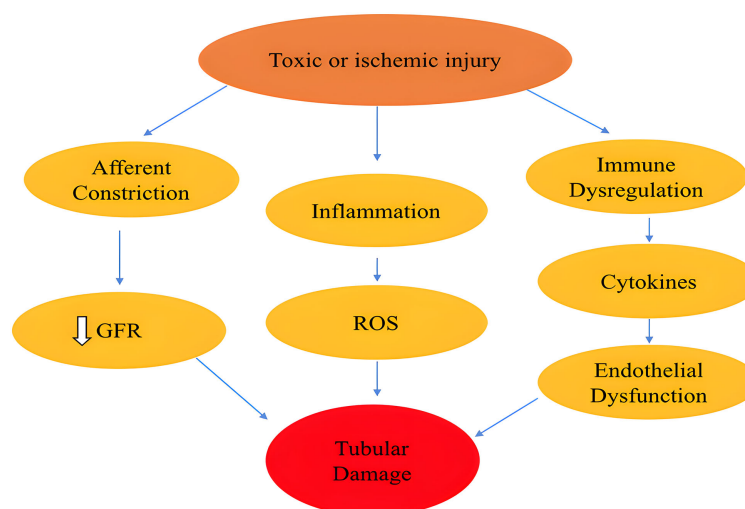 Toxic or ischemic injury
Afferent
Constriction
Inflammation
Immune
Dysregulation
GFR
ROS
Cytokines
Endothelial
Dysfunction
Tubular
Damage